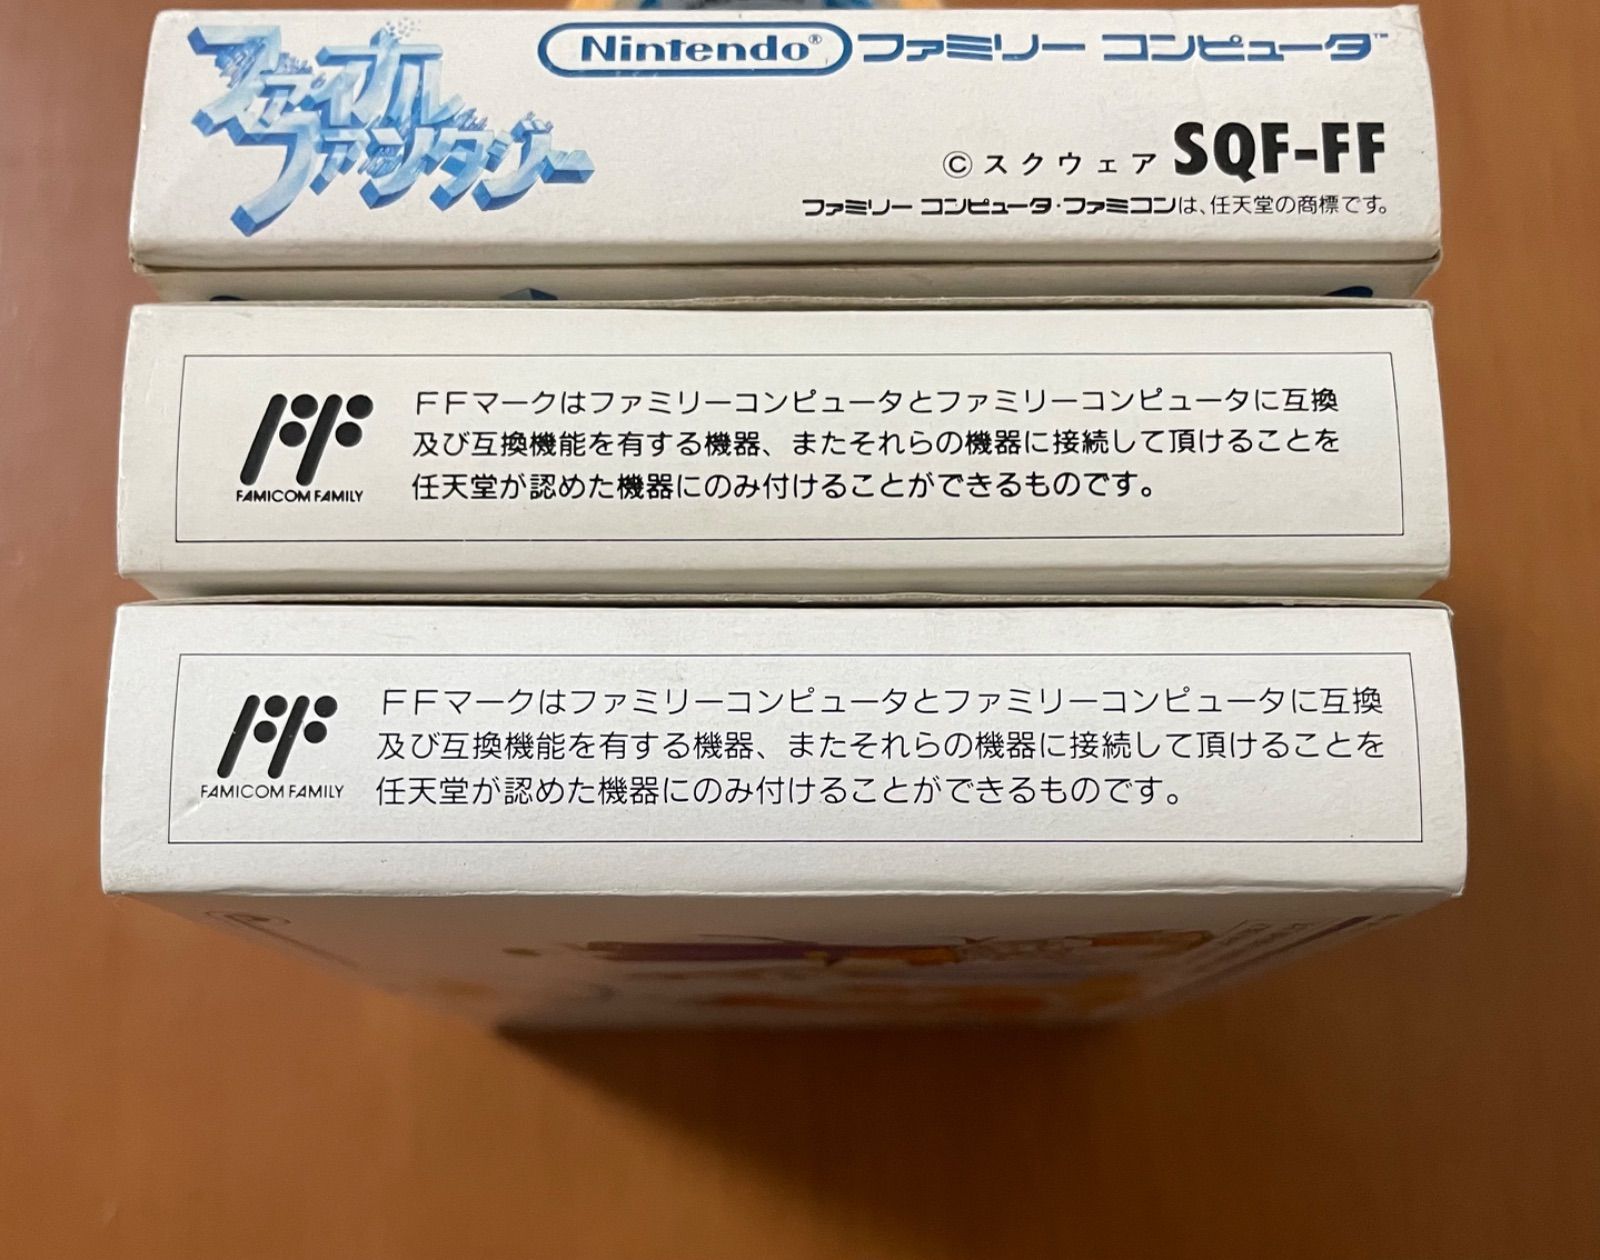 ファイナル
ファンタジー
Nintendo® ファミリー コンピュータ™
©スクウェア SQF-FF
ファミリー コンピュータ・ファミコンは、任天堂の商標です。
FFマークはファミリーコンピュータとファミリーコンピュータに互換
及び互換機能を有する機器、またそれらの機器に接続して頂けることを
任天堂が認めた機器にのみ付けることができるものです。
FAMICOM FAMILY
FFマークはファミリーコンピュータとファミリーコンピュータに互換
及び互換機能を有する機器、またそれらの機器に接続して頂けることを
任天堂が認めた機器にのみ付けることができるものです。
FAMICOM FAMILY